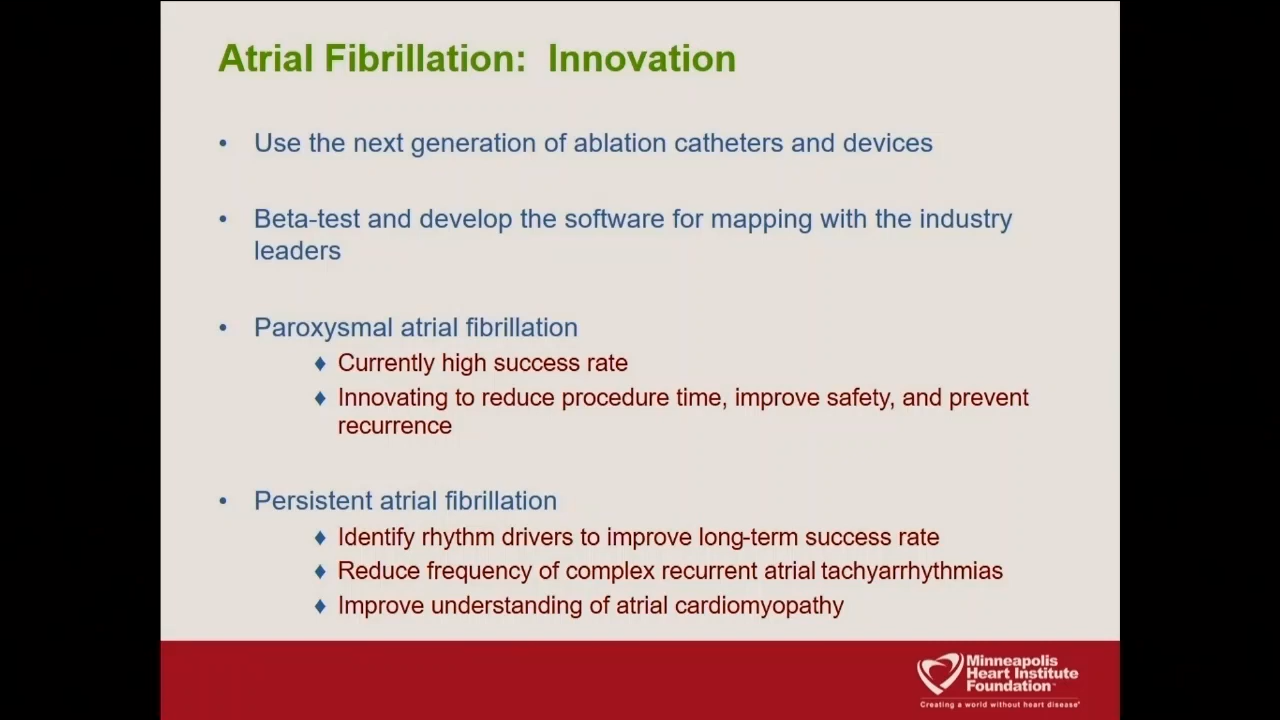 Atrial Fibrillation: Innovation
• Use the next generation of ablation catheters and devices
• Beta-test and develop the software for mapping with the industry
leaders
• Paroxysmal atrial fibrillation
♦ Currently high success rate
♦ Innovating to reduce procedure time, improve safety, and prevent
recurrence
• Persistent atrial fibrillation
♦ Identify rhythm drivers to improve long-term success rate
♦ Reduce frequency of complex recurrent atrial tachyarrhythmias
♦ Improve understanding of atrial cardiomyopathy
Minneapolis
Heart Institute
Foundation™
Creating a world without heart disease®